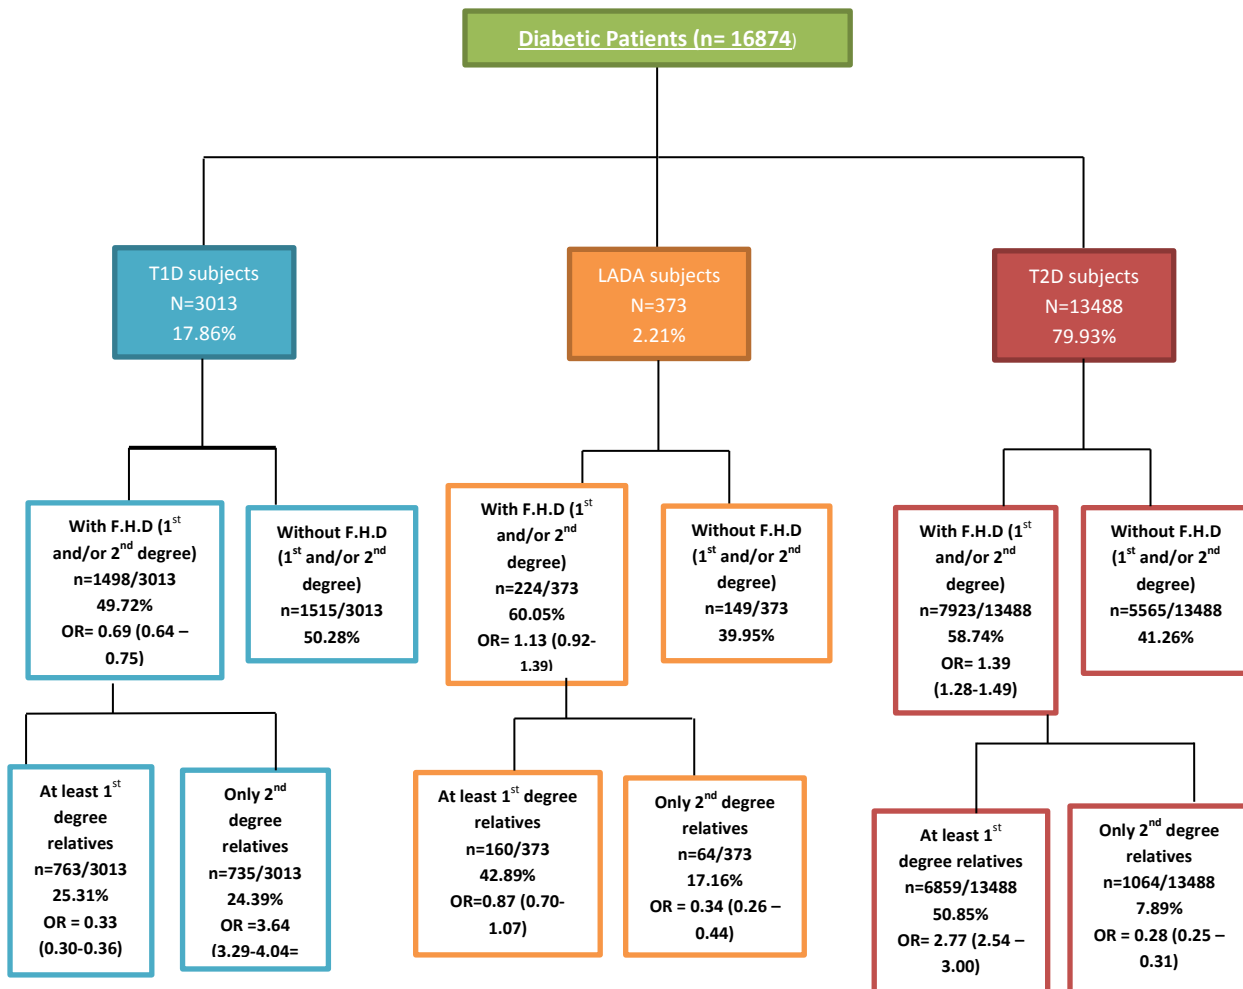 Diabetic Patients (n= 16874)
T1D subjects
N=3013
17.86%
LADA subjects
N=373
2.21%
T2D subjects
N=13488
79.93%
With F.H.D (1st
and/or 2nd degree)
n=1498/3013
49.72%
OR= 0.69 (0.64 –
0.75)
Without F.H.D
(1st and/or 2nd
degree)
n=1515/3013
50.28%
With F.H.D (1st
and/or 2nd
degree)
n=224/373
60.05%
OR= 1.13 (0.92-
1.39)
Without F.H.D
(1st and/or 2nd
degree)
n=149/373
39.95%
With F.H.D (1st
and/or 2nd
degree)
n=7923/13488
58.74%
OR= 1.39
(1.28-1.49)
Without F.H.D
(1st and/or 2nd
degree)
n=5565/13488
41.26%
At least 1st
degree
relatives
n=763/3013
25.31%
OR = 0.33
(0.30-0.36)
Only 2nd
degree
relatives
n=735/3013
24.39%
OR =3.64
(3.29-4.04=
At least 1st degree
relatives
n=160/373
42.89%
OR=0.87 (0.70-
1.07)
Only 2nd degree
relatives
n=64/373
17.16%
OR = 0.34 (0.26 –
0.44)
At least 1st
degree relatives
n=6859/13488
50.85%
OR= 2.77 (2.54 –
3.00)
Only 2nd degree
relatives
n=1064/13488
7.89%
OR = 0.28 (0.25 –
0.31)